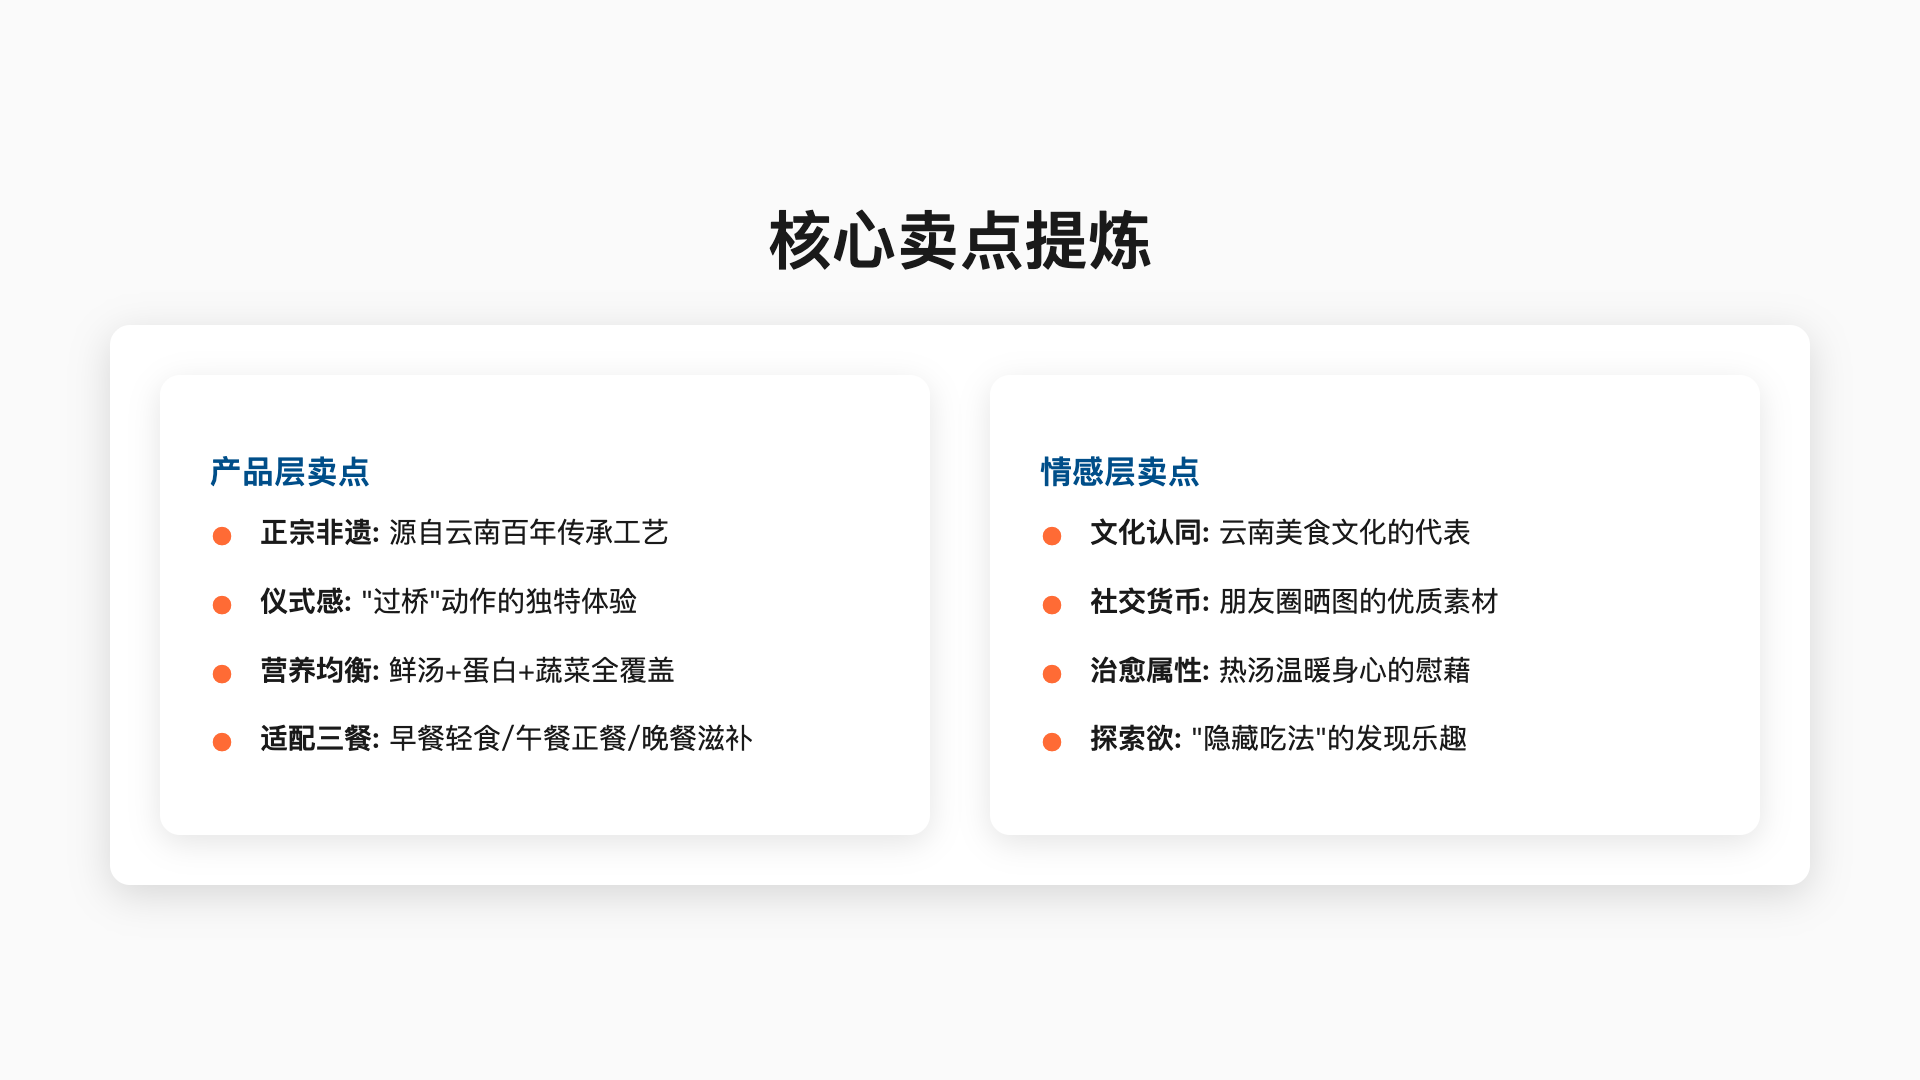 核心卖点提炼
产品层卖点
正宗非遗: 源自云南百年传承工艺
仪式感: "过桥"动作的独特体验
营养均衡: 鲜汤+蛋白+蔬菜全覆盖
适配三餐: 早餐轻食/午餐正餐/晚餐滋补
情感层卖点
文化认同: 云南美食文化的代表
社交货币: 朋友圈晒图的优质素材
治愈属性: 热汤温暖身心的慰藉
探索欲: "隐藏吃法"的发现乐趣